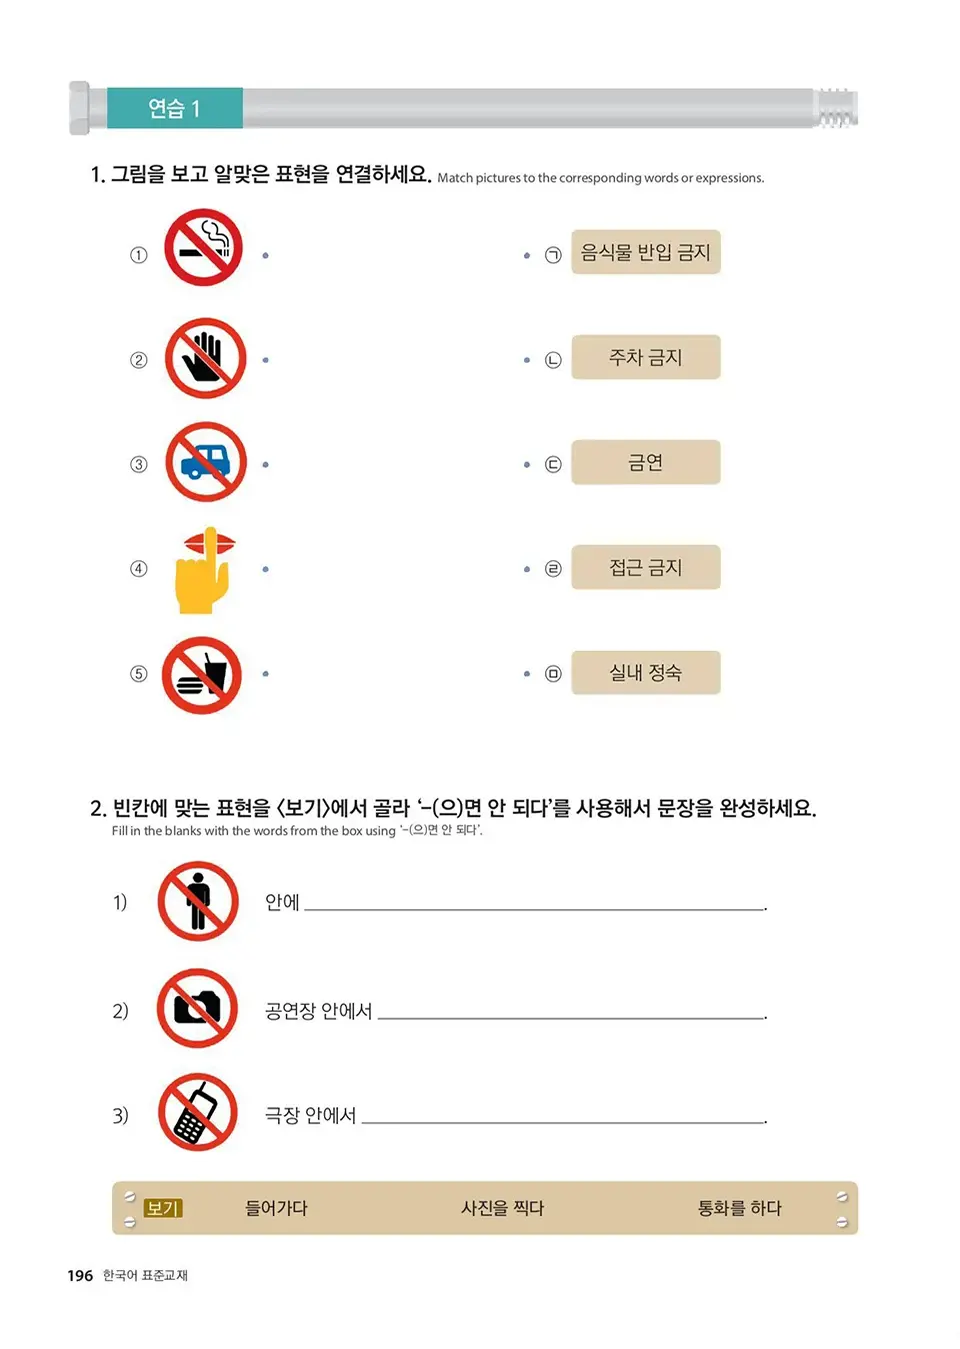 연습 1
1. 그림을 보고 알맞은 표현을 연결하세요. Match pictures to the corresponding words or expressions.
① ㉠ 음식물 반입 금지
② ㉡ 주차 금지
③ ㉢ 금연
④ ㉣ 접근 금지
⑤ ㉤ 실내 정숙
2. 빈칸에 맞는 표현을 〈보기〉에서 골라 ‘-(으)면 안 되다’를 사용해서 문장을 완성하세요.
Fill in the blanks with the words from the box using ‘-(으)면 안 되다’.
1) 안에 ______________________________.
2) 공연장 안에서 ______________________________.
3) 극장 안에서 ______________________________.
보기 들어가다 사진을 찍다 통화를 하다
196 한국어 표준교재